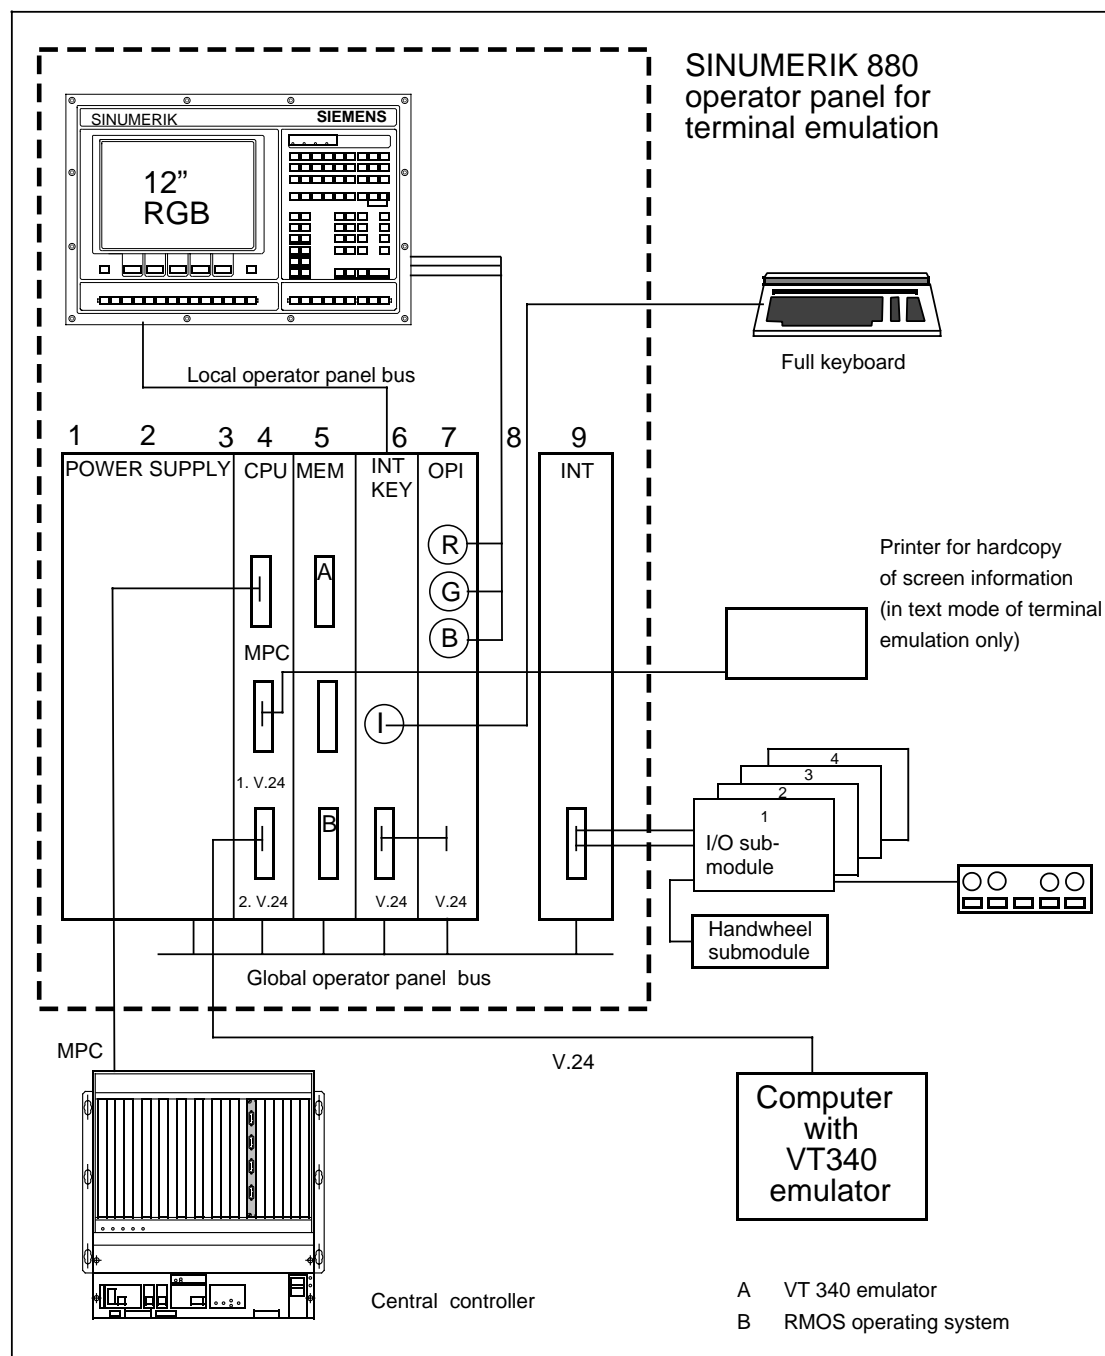 SINUMERIK 880
operator panel for
terminal emulation
SINUMERIK
SIEMENS
12”
RGB
Full keyboard
Local operator panel bus
1 2 3 4 5 6 7 8 9
POWER SUPPLY
CPU
MEM
INT
KEY
OPI
INT
R
G
B
A
MPC
I
1. V.24
B
2. V.24
V.24
V.24
Printer for hardcopy
of screen information
(in text mode of terminal
emulation only)
4
3
2
1
I/O sub-
module
Handwheel
submodule
Global operator panel bus
MPC
V.24
Computer
with
VT340
emulator
Central controller
A VT 340 emulator
B RMOS operating system